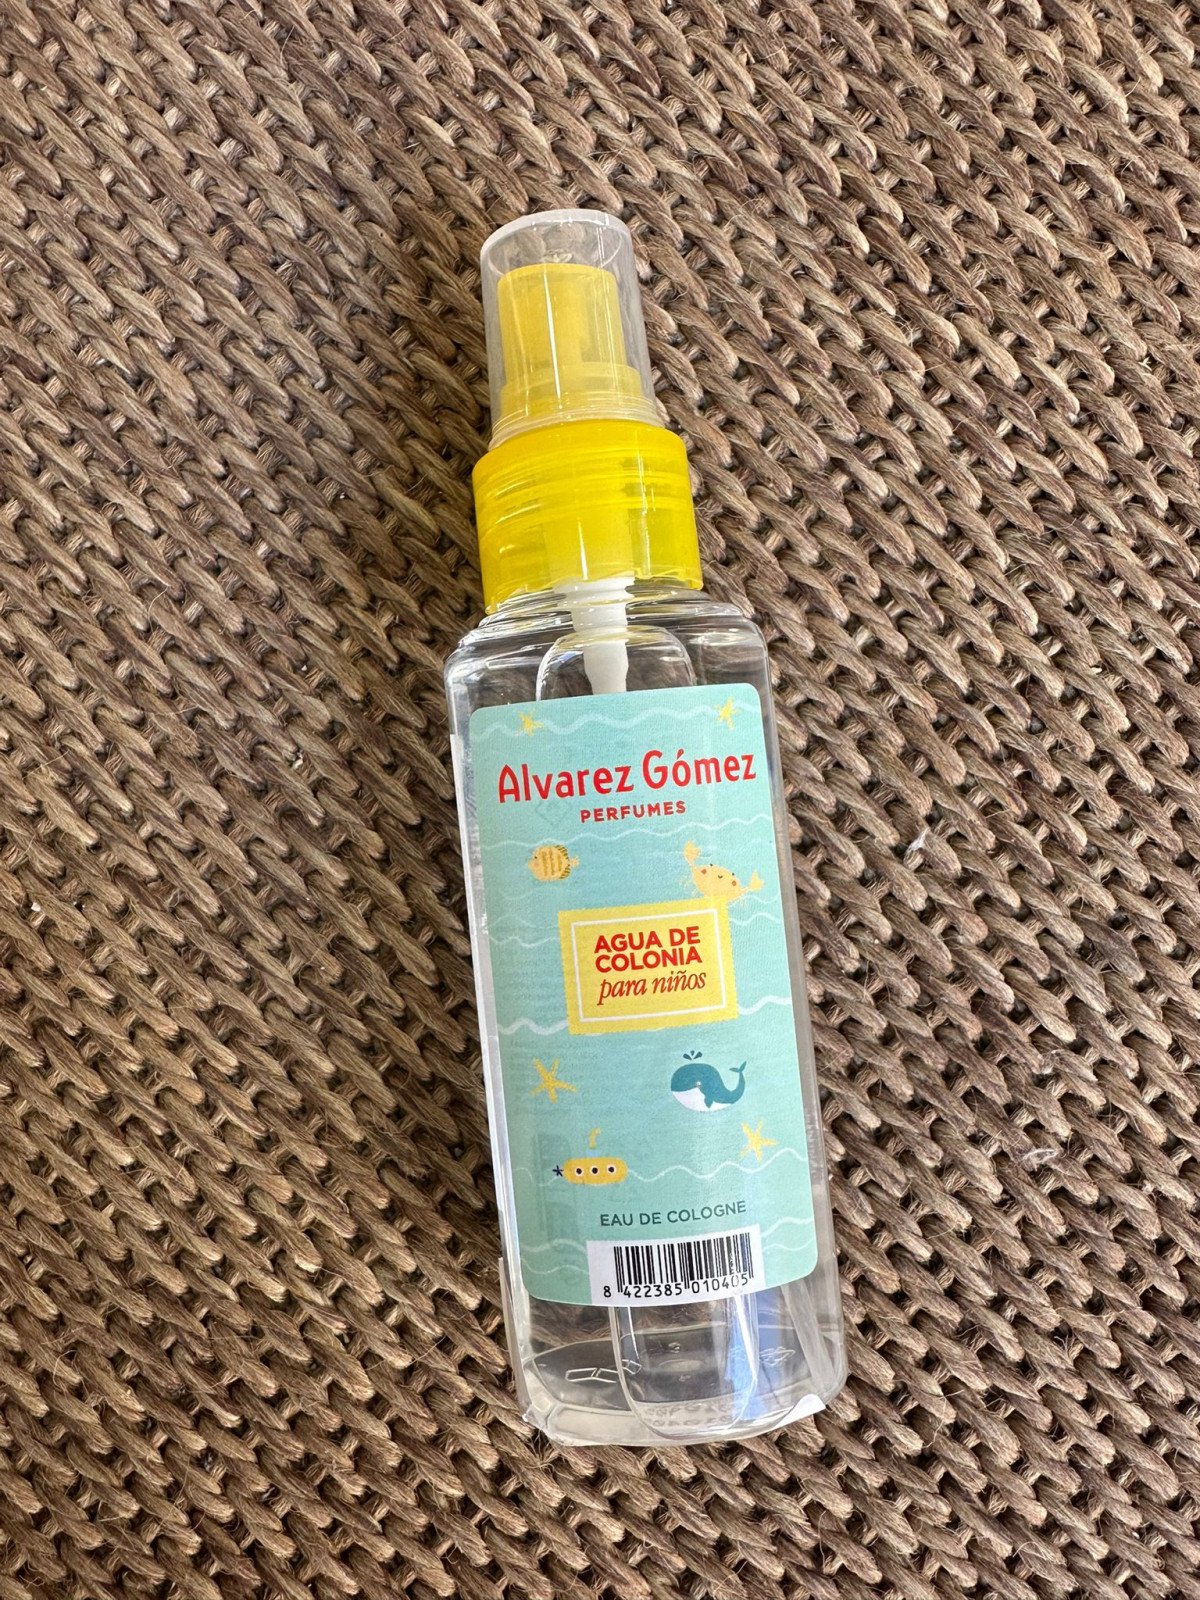 Alvarez Gómez
PERFUMES
AGUA DE
COLONIA
para niños
EAU DE COLOGNE
8 422385 010405